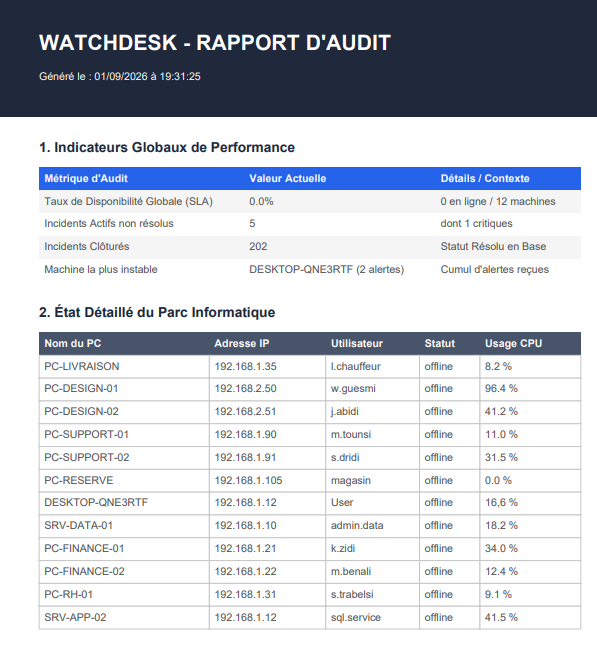 WATCHDESK - RAPPORT D'AUDIT
Généré le : 01/09/2026 à 19:31:25
1. Indicateurs Globaux de Performance
Métrique d'Audit Valeur Actuelle Détails / Contexte
Taux de Disponibilité Globale (SLA) 0.0% 0 en ligne / 12 machines
Incidents Actifs non résolus 5 dont 1 critiques
Incidents Clôturés 202 Statut Résolu en Base
Machine la plus instable DESKTOP-QNE3RTF (2 alertes) Cumul d'alertes reçues
2. État Détaillé du Parc Informatique
Nom du PC Adresse IP Utilisateur Statut Usage CPU
PC-LIVRAISON 192.168.1.35 l.chauffeur offline 8.2 %
PC-DESIGN-01 192.168.2.50 w.guesmi offline 96.4 %
PC-DESIGN-02 192.168.2.51 j.abidi offline 41.2 %
PC-SUPPORT-01 192.168.1.90 m.tounsi offline 11.0 %
PC-SUPPORT-02 192.168.1.91 s.dridi offline 31.5 %
PC-RESERVE 192.168.1.105 magasin offline 0.0 %
DESKTOP-QNE3RTF 192.168.1.12 User offline 16,6 %
SRV-DATA-01 192.168.1.10 admin.data offline 18.2 %
PC-FINANCE-01 192.168.1.21 k.zidi offline 34.0 %
PC-FINANCE-02 192.168.1.22 m.benali offline 12.4 %
PC-RH-01 192.168.1.31 s.trabelsi offline 9.1 %
SRV-APP-02 192.168.1.12 sql.service offline 41.5 %